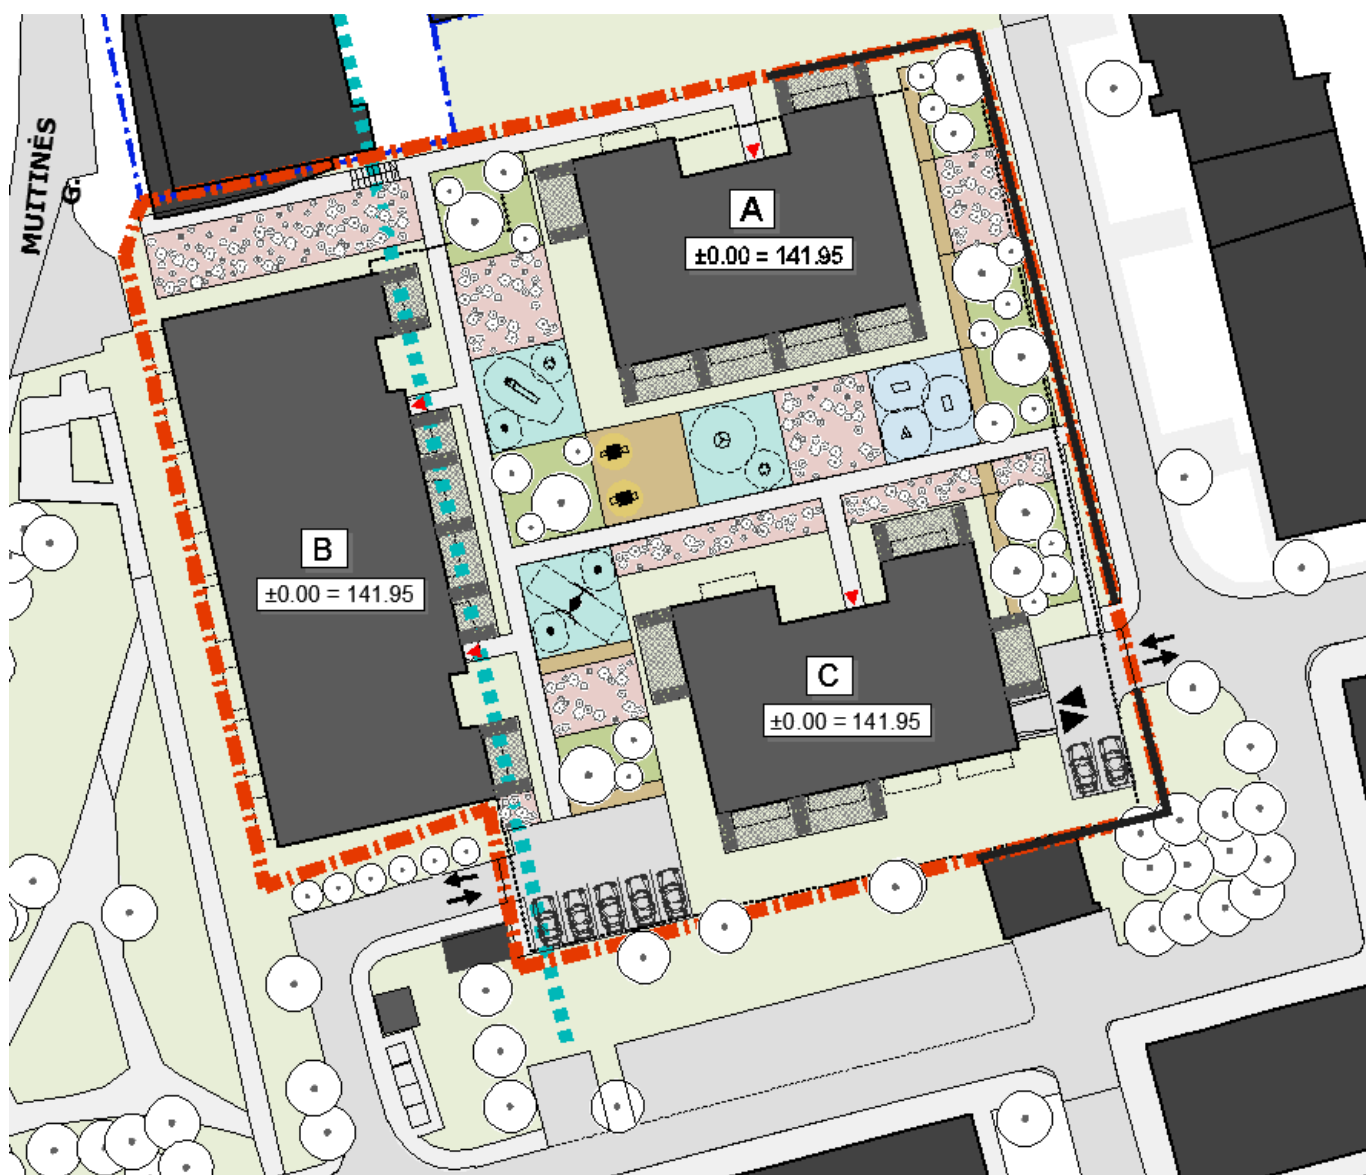 MUITINĖS
G.
A
±0.00 = 141.95
B
±0.00 = 141.95
C
±0.00 = 141.95